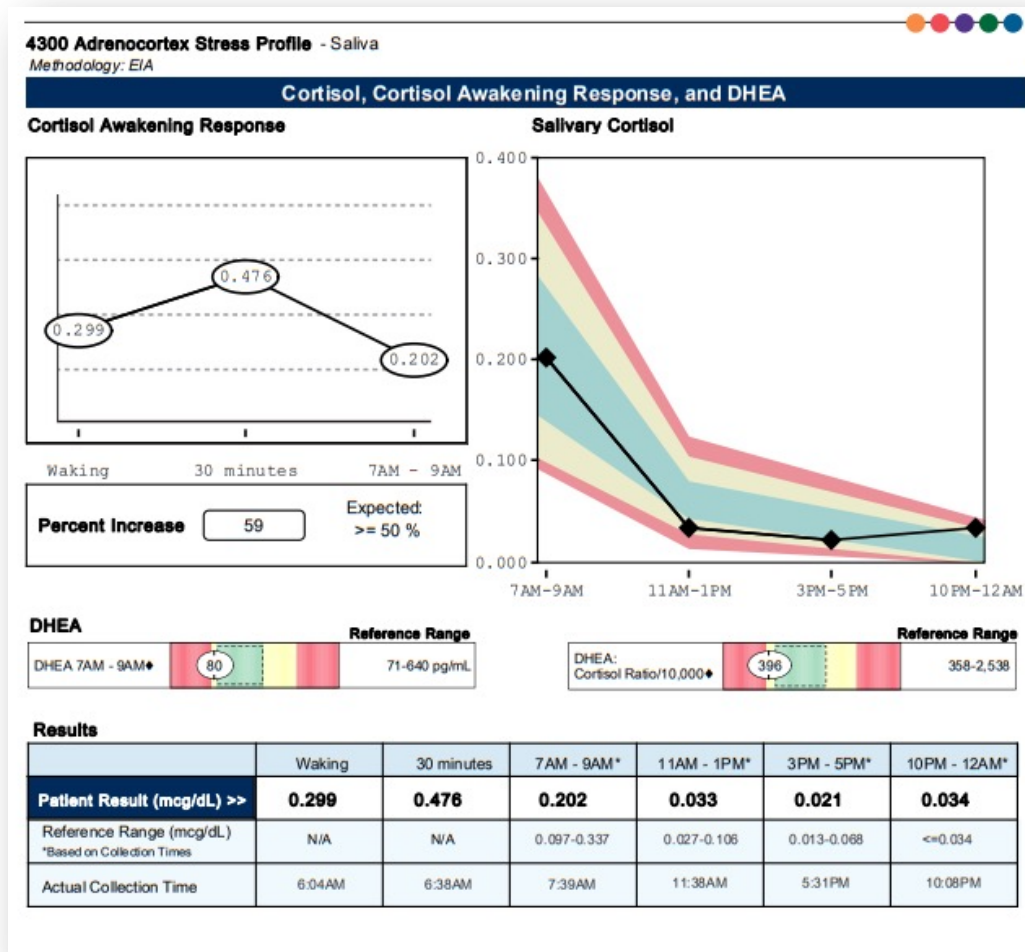 4300 Adrenocortex Stress Profile - Saliva
Methodology: EIA
Cortisol, Cortisol Awakening Response, and DHEA
Cortisol Awakening Response
0.299
0.476
0.202
Waking 30 minutes 7AM - 9AM
Percent Increase 59 Expected: >= 50 %
Salivary Cortisol
0.400
0.300
0.200
0.100
0.000
7AM-9AM 11AM-1PM 3PM-5PM 10PM-12AM
DHEA
Reference Range
DHEA 7AM - 9AM♦ 80 71-640 pg/mL
Reference Range
DHEA:
Cortisol Ratio/10,000♦ 396 358-2,538
Results
Waking 30 minutes 7AM - 9AM* 11AM - 1PM* 3PM - 5PM* 10PM - 12AM*
Patient Result (mcg/dL) >> 0.299 0.476 0.202 0.033 0.021 0.034
Reference Range (mcg/dL) N/A N/A 0.097-0.337 0.027-0.106 0.013-0.068 <=0.034
*Based on Collection Times
Actual Collection Time 6:04AM 6:38AM 7:39AM 11:38AM 5:31PM 10:08PM